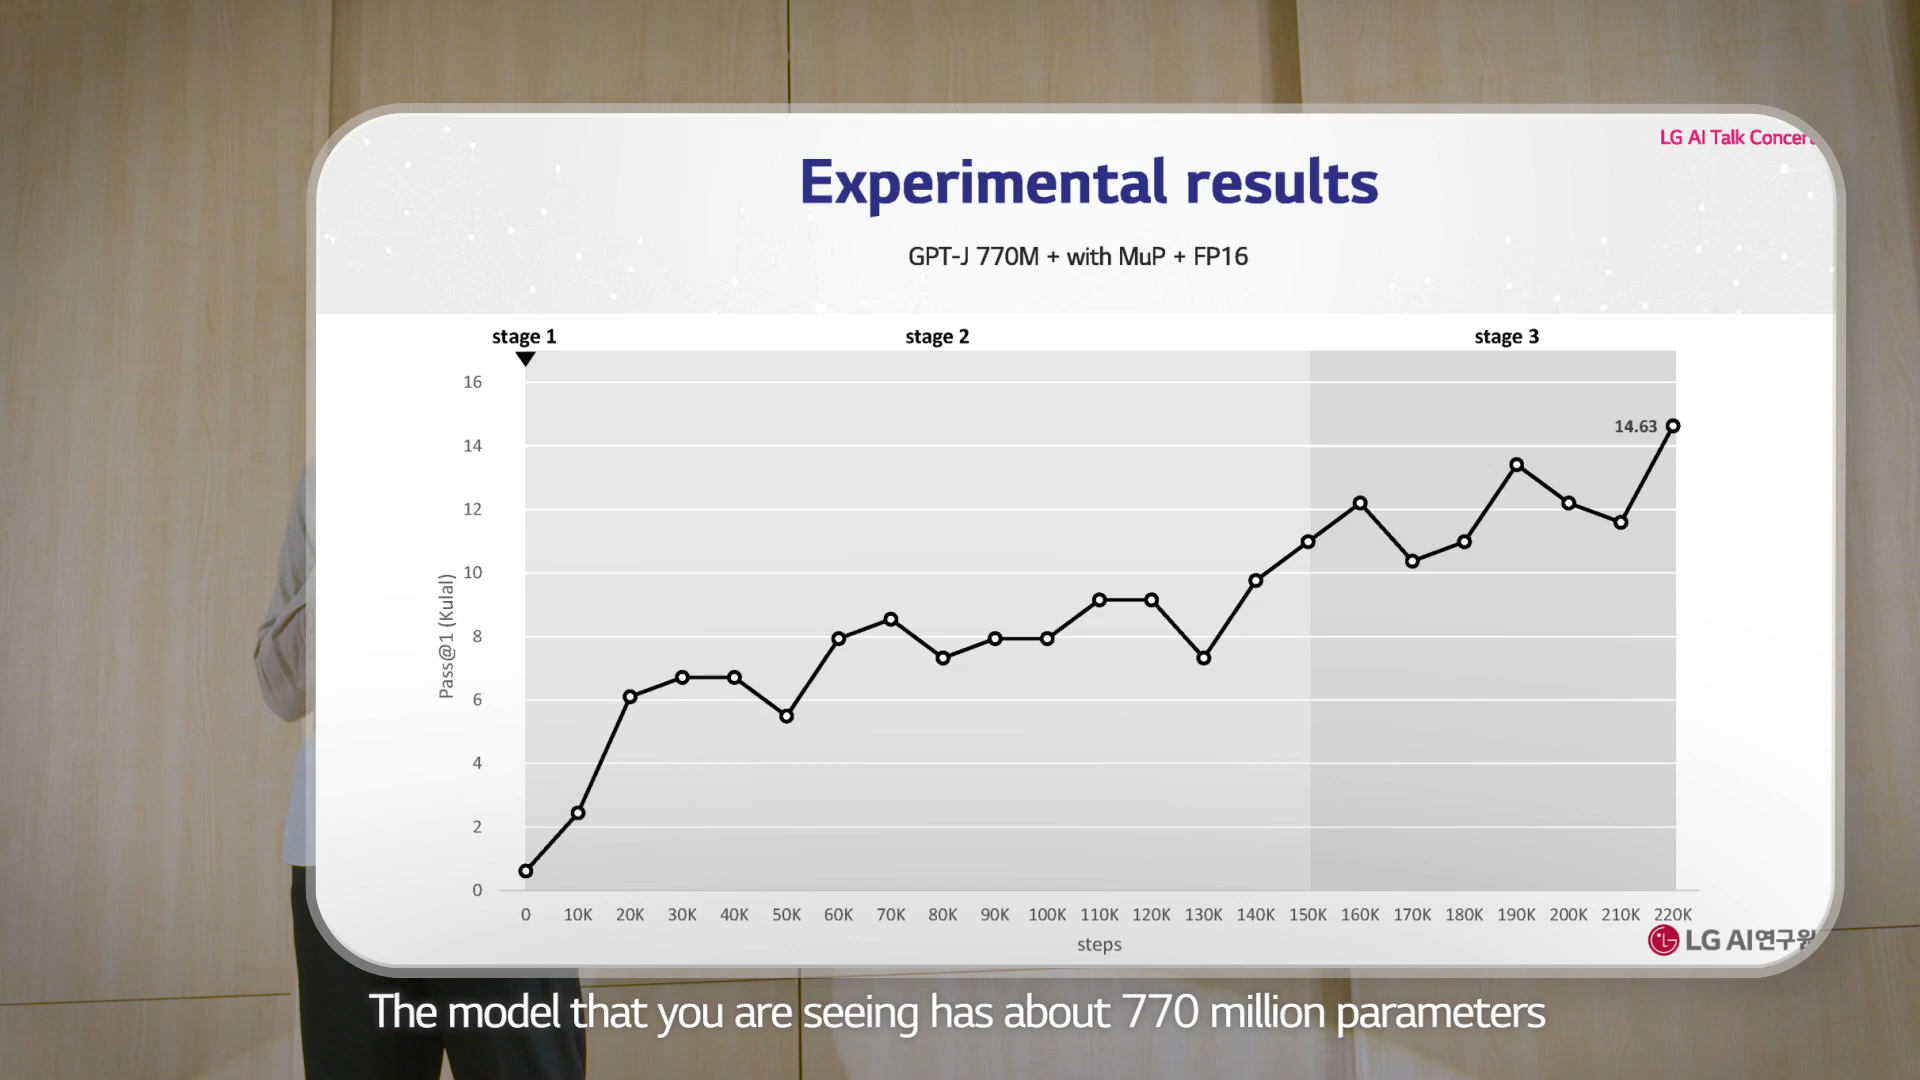 LG AI Talk Concert
Experimental results
GPT-J 770M + with MuP + FP16
stage 1
stage 2
stage 3
16
14
12
10
8
6
4
2
0
Pass@1 (Kulal)
14.63
0 10K 20K 30K 40K 50K 60K 70K 80K 90K 100K 110K 120K 130K 140K 150K 160K 170K 180K 190K 200K 210K 220K
steps
LG AI연구원
The model that you are seeing has about 770 million parameters